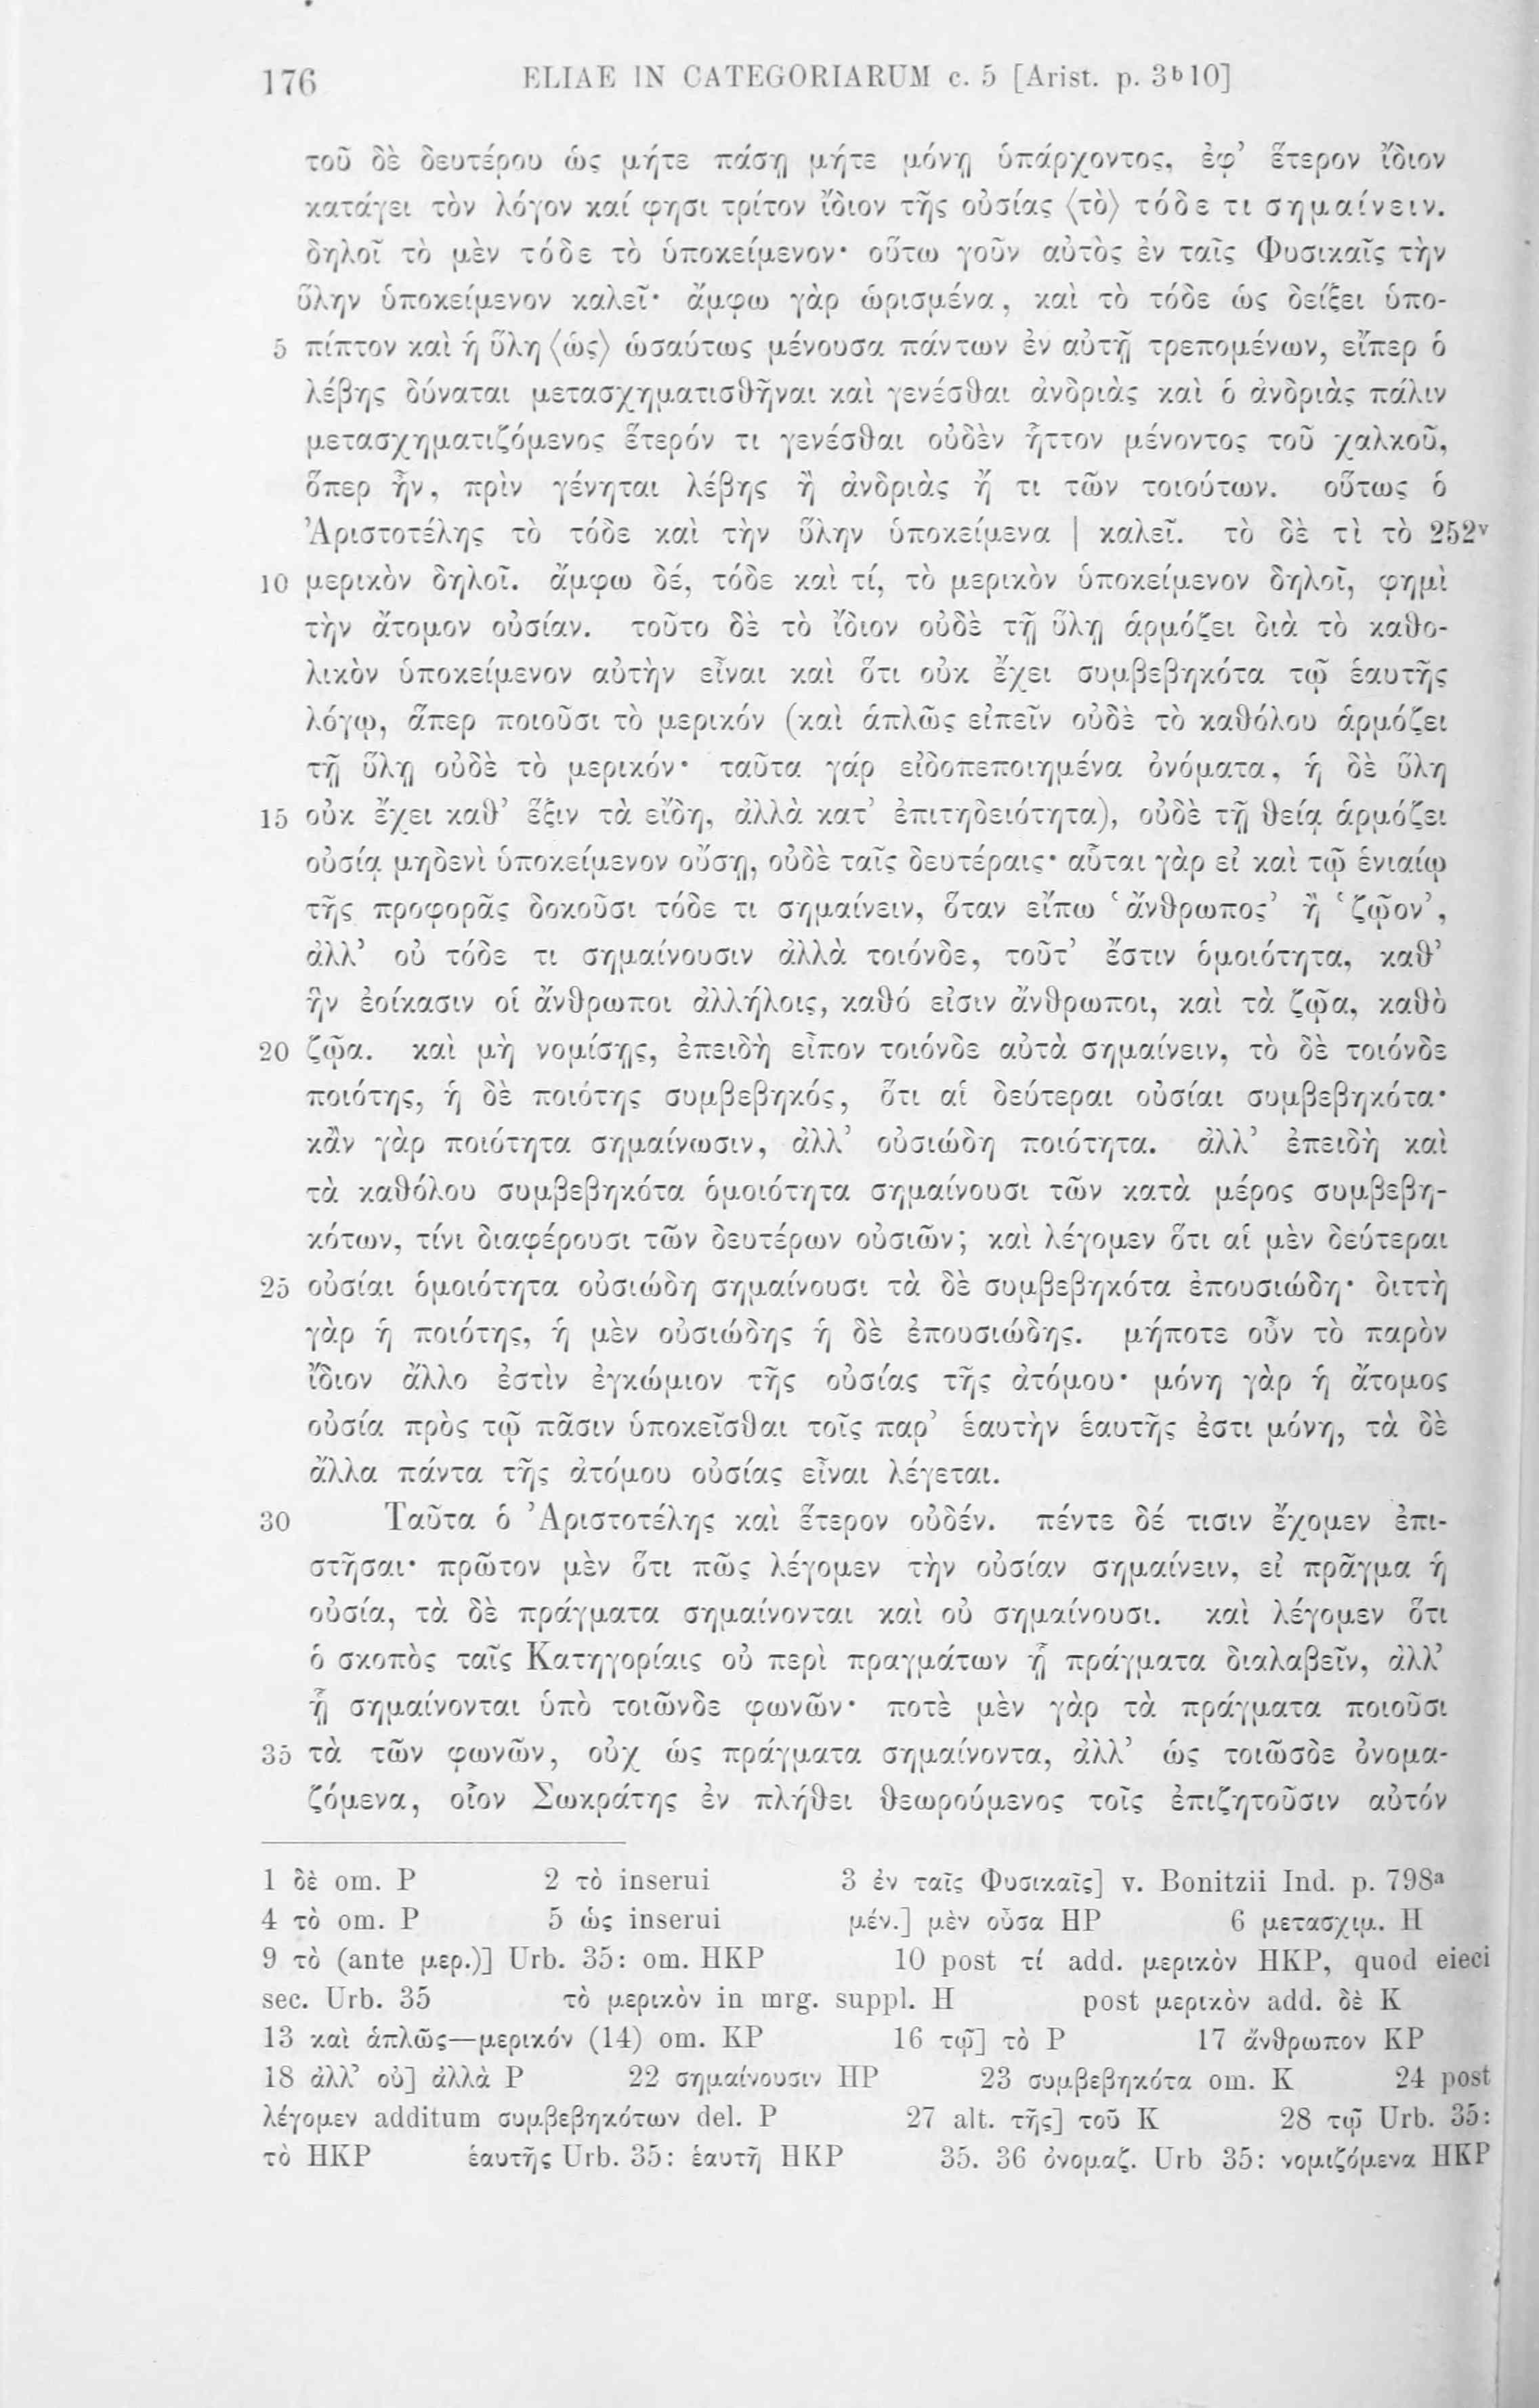 176 ELIAE IN CATEGORIARUM c. 5 [Arist. p. 3ᵇ10]
τοῦ δὲ δευτέρου ὡς μήτε πάσῃ μήτε μόνῃ ὑπάρχοντος, ἐφ’ ἕτερον ἴδιον
κατάγει τὸν λόγον καί φησι τρίτον ἴδιον τῆς οὐσίας ⟨τὸ⟩ τόδε τι σημαίνειν.
δηλοῖ τὸ μὲν τόδε τὸ ὑποκείμενον· οὕτω γοῦν αὐτὸς ἐν ταῖς Φυσικαῖς τὴν
ὕλην ὑποκείμενον καλεῖ· ἄμφω γὰρ ὡρισμένα, καὶ τὸ τόδε ὡς δείξει ὑπο-
5 πίπτον καὶ ἡ ὕλη ⟨ὡς⟩ ὡσαύτως μένουσα πάντων ἐν αὐτῇ τρεπομένων, εἴπερ ὁ
λέβης δύναται μετασχηματισθῆναι καὶ γενέσθαι ἀνδριὰς καὶ ὁ ἀνδριὰς πάλιν
μετασχηματιζόμενος ἕτερόν τι γενέσθαι οὐδὲν ἧττον μένοντος τοῦ χαλκοῦ,
ὅπερ ἦν, πρὶν γένηται λέβης ἢ ἀνδριὰς ἤ τι τῶν τοιούτων. οὕτως ὁ
Ἀριστοτέλης τὸ τόδε καὶ τὴν ὕλην ὑποκείμενα | καλεῖ. τὸ δὲ τὶ τὸ 252ᵛ
10 μερικὸν δηλοῖ. ἄμφω δέ, τόδε καὶ τί, τὸ μερικὸν ὑποκείμενον δηλοῖ, φημὶ
τὴν ἄτομον οὐσίαν. τοῦτο δὲ τὸ ἴδιον οὐδὲ τῇ ὕλῃ ἁρμόζει διὰ τὸ καθο-
λικὸν ὑποκείμενον αὐτὴν εἶναι καὶ ὅτι οὐκ ἔχει συμβεβηκότα τῷ ἑαυτῆς
λόγῳ, ἅπερ ποιοῦσι τὸ μερικόν (καὶ ἁπλῶς εἰπεῖν οὐδὲ τὸ καθόλου ἁρμόζει
τῇ ὕλῃ οὐδὲ τὸ μερικόν· ταῦτα γάρ εἰδοπεποιημένα ὀνόματα, ἡ δὲ ὕλη
15 οὐκ ἔχει καθ’ ἕξιν τὰ εἴδη, ἀλλὰ κατ’ ἐπιτηδειότητα), οὐδὲ τῇ θείᾳ ἁρμόζει
οὐσίᾳ μηδενὶ ὑποκείμενον οὔσῃ, οὐδὲ ταῖς δευτέραις· αὗται γὰρ εἰ καὶ τῷ ἑνιαίῳ
τῆς προφορᾶς δοκοῦσι τόδε τι σημαίνειν, ὅταν εἴπω ‘ἄνθρωπος’ ἢ ‘ζῷον’,
ἀλλ’ οὐ τόδε τι σημαίνουσιν ἀλλὰ τοιόνδε, τοῦτ’ ἔστιν ὁμοιότητα, καθ’
ἣν ἐοίκασιν οἱ ἄνθρωποι ἀλλήλοις, καθό εἰσιν ἄνθρωποι, καὶ τὰ ζῷα, καθὸ
20 ζῷα. καὶ μὴ νομίσῃς, ἐπειδὴ εἶπον τοιόνδε αὐτὰ σημαίνειν, τὸ δὲ τοιόνδε
ποιότης, ἡ δὲ ποιότης συμβεβηκός, ὅτι αἱ δεύτεραι οὐσίαι συμβεβηκότα·
κἂν γὰρ ποιότητα σημαίνωσιν, ἀλλ’ οὐσιώδη ποιότητα. ἀλλ’ ἐπειδὴ καὶ
τὰ καθόλου συμβεβηκότα ὁμοιότητα σημαίνουσι τῶν κατὰ μέρος συμβεβη-
κότων, τίνι διαφέρουσι τῶν δευτέρων οὐσιῶν; καὶ λέγομεν ὅτι αἱ μὲν δεύτεραι
25 οὐσίαι ὁμοιότητα οὐσιώδη σημαίνουσι τὰ δὲ συμβεβηκότα ἐπουσιώδη· διττὴ
γὰρ ἡ ποιότης, ἡ μὲν οὐσιώδης ἡ δὲ ἐπουσιώδης. μήποτε οὖν τὸ παρὸν
ἴδιον ἄλλο ἐστὶν ἐγκώμιον τῆς οὐσίας τῆς ἀτόμου· μόνη γὰρ ἡ ἄτομος
οὐσία πρὸς τῷ πᾶσιν ὑποκεῖσθαι τοῖς παρ’ ἑαυτὴν ἑαυτῆς ἐστι μόνη, τὰ δὲ
ἄλλα πάντα τῆς ἀτόμου οὐσίας εἶναι λέγεται.
30 Ταῦτα ὁ Ἀριστοτέλης καὶ ἕτερον οὐδέν. πέντε δέ τισιν ἔχομεν ἐπι-
στῆσαι· πρῶτον μὲν ὅτι πῶς λέγομεν τὴν οὐσίαν σημαίνειν, εἰ πρᾶγμα ἡ
οὐσία, τὰ δὲ πράγματα σημαίνονται καὶ οὐ σημαίνουσι. καὶ λέγομεν ὅτι
ὁ σκοπὸς ταῖς Κατηγορίαις οὐ περὶ πραγμάτων ᾗ πράγματα διαλαβεῖν, ἀλλ’
ᾗ σημαίνονται ὑπὸ τοιῶνδε φωνῶν· ποτὲ μὲν γὰρ τὰ πράγματα ποιοῦσι
35 τὰ τῶν φωνῶν, οὐχ ὡς πράγματα σημαίνοντα, ἀλλ’ ὡς τοιῶσδε ὀνομα-
ζόμενα, οἷον Σωκράτης ἐν πλήθει θεωρούμενος τοῖς ἐπιζητοῦσιν αὐτόν
1 δὲ om. P 2 τὸ inserui 3 ἐν ταῖς Φυσικαῖς] v. Bonitzii Ind. p. 798ᵃ
4 τὸ om. P 5 ὡς inserui μέν.] μὲν οὖσα HP 6 μετασχιμ. H
9 τὸ (ante μερ.)] Urb. 35: om. HKP 10 post τί add. μερικὸν HKP, quod eieci
sec. Urb. 35 τὸ μερικὸν in mrg. suppl. H post μερικὸν add. δὲ K
13 καὶ ἁπλῶς—μερικόν (14) om. KP 16 τῷ] τὸ P 17 ἄνθρωπον KP
18 ἀλλ’ οὐ] ἀλλὰ P 22 σημαίνουσιν HP 23 συμβεβηκότα om. K 24 post
λέγομεν additum συμβεβηκότων del. P 27 alt. τῆς] τοῦ K 28 τῷ Urb. 35:
τὸ HKP ἑαυτῆς Urb. 35: ἑαυτῇ HKP 35. 36 ὀνομαζ. Urb 35: νομιζόμενα HKP